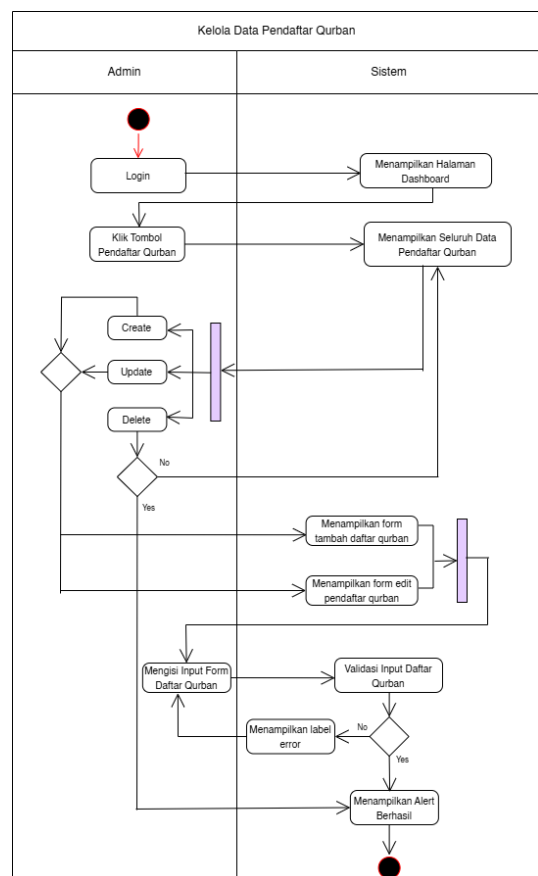 Kelola Data Pendaftar Qurban
Admin
Sistem
Login
Menampilkan Halaman
Dashboard
Klik Tombol
Pendaftar Qurban
Menampilkan Seluruh Data
Pendaftar Qurban
Create
Update
Delete
No
Yes
Menampilkan form
tambah daftar qurban
Menampilkan form edit
pendaftar qurban
Mengisi Input Form
Daftar Qurban
Validasi Input Daftar
Qurban
Menampilkan label
error
No
Yes
Menampilkan Alert
Berhasil